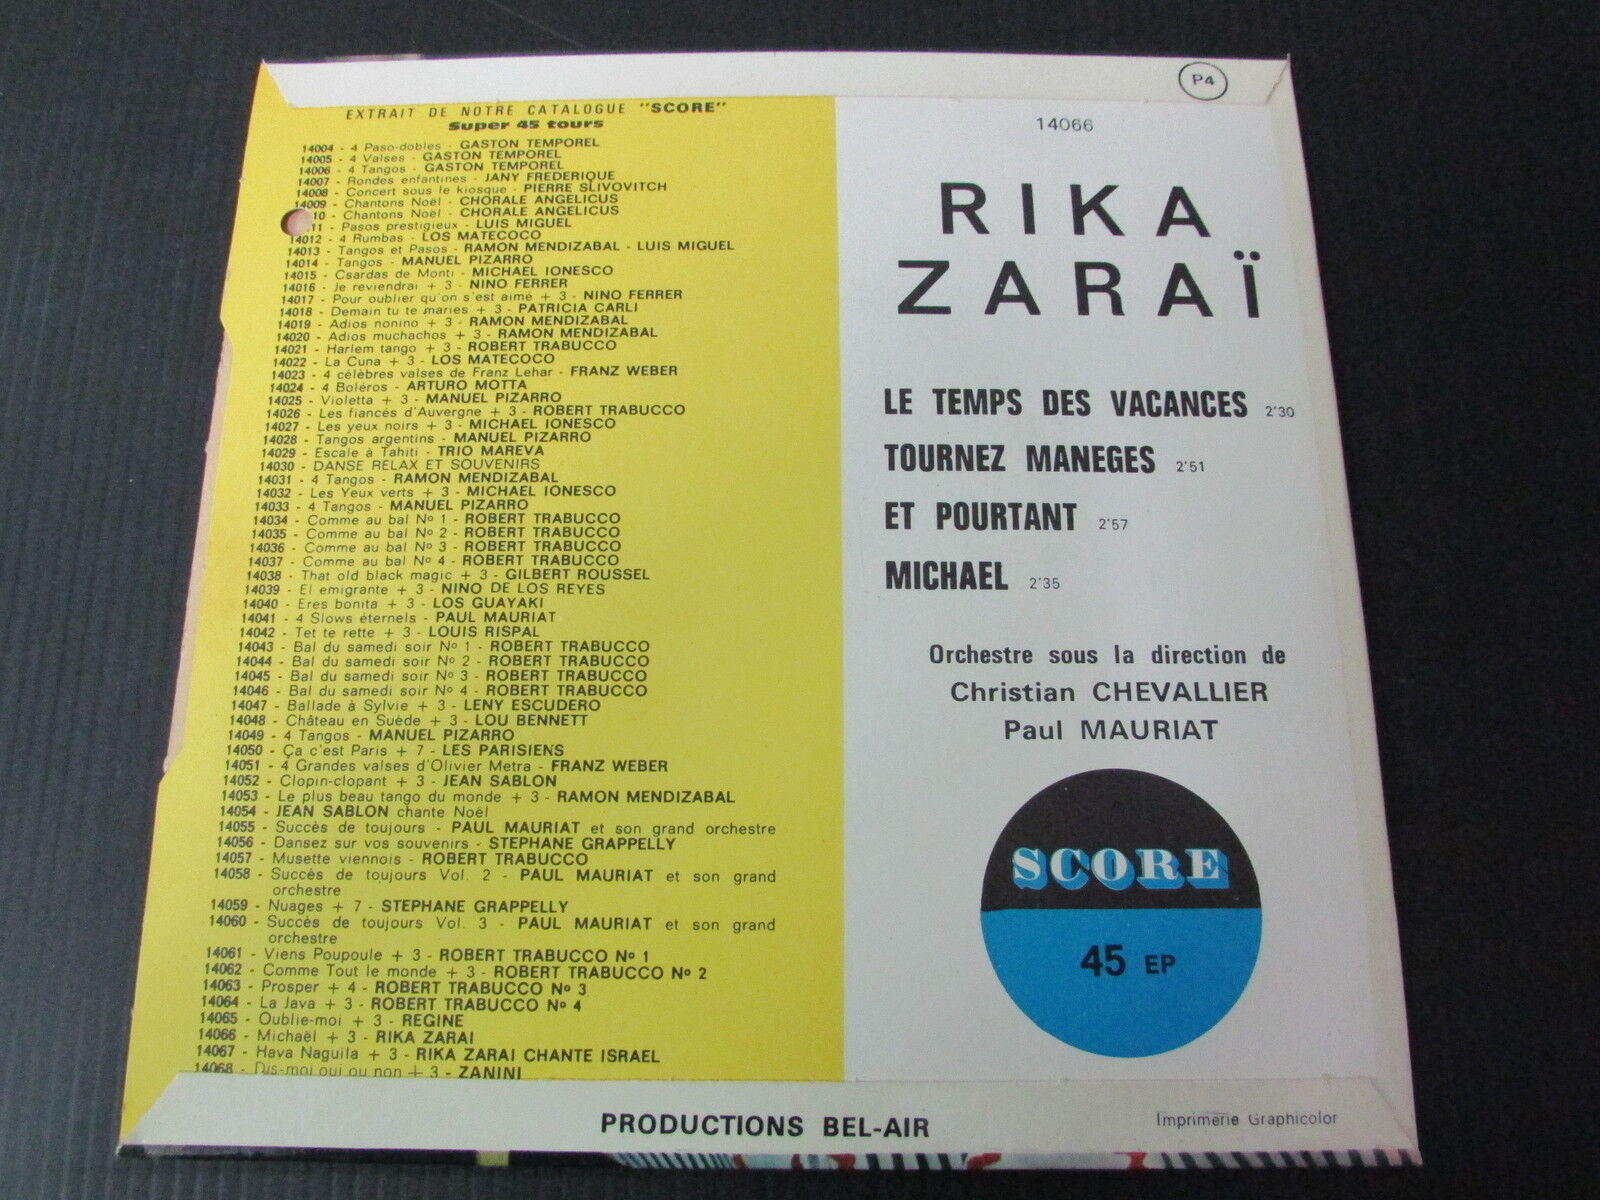 EXTRAIT DE NOTRE CATALOGUE "SCORE"
Super 45 tours
14004 - 4 Paso-dobles - GASTON TEMPOREL
14005 - 4 Valses - GASTON TEMPOREL
14006 - 4 Tangos - GASTON TEMPOREL
14007 - Rondes enfantines - JANY FREDERIQUE
14008 - Concert sous le kiosque - PIERRE SLIVOVITCH
14009 - Chantons Noël - CHORALE ANGELICUS
10 - Chantons Noël - CHORALE ANGELICUS
11 - Pasos prestigieux - LUIS MIGUEL
14012 - 4 Rumbas - LOS MATECOCO
14013 - Tangos et Pasos - RAMON MENDIZABAL - LUIS MIGUEL
14014 - Tangos - MANUEL PIZARRO
14015 - Csardas de Monti - MICHAEL IONESCO
14016 - Je reviendrai + 3 - NINO FERRER
14017 - Pour oublier qu'on s'est aimé + 3 - NINO FERRER
14018 - Demain tu te maries + 3 - PATRICIA CARLI
14019 - Adios nonino + 3 - RAMON MENDIZABAL
14020 - Adios muchachos + 3 - RAMON MENDIZABAL
14021 - Harlem tango + 3 - ROBERT TRABUCCO
14022 - La Cuna + 3 - LOS MATECOCO
14023 - 4 célèbres valses de Franz Lehar - FRANZ WEBER
14024 - 4 Boléros - ARTURO MOTTA
14025 - Violetta + 3 - MANUEL PIZARRO
14026 - Les fiancés d'Auvergne + 3 - ROBERT TRABUCCO
14027 - Les yeux noirs + 3 - MICHAEL IONESCO
14028 - Tangos argentins - MANUEL PIZARRO
14029 - Escale à Tahiti - TRIO MAREVA
14030 - DANSE RELAX ET SOUVENIRS
14031 - 4 Tangos - RAMON MENDIZABAL
14032 - Les Yeux verts + 3 - MICHAEL IONESCO
14033 - 4 Tangos - MANUEL PIZARRO
14034 - Comme au bal No 1 - ROBERT TRABUCCO
14035 - Comme au bal No 2 - ROBERT TRABUCCO
14036 - Comme au bal No 3 - ROBERT TRABUCCO
14037 - Comme au bal No 4 - ROBERT TRABUCCO
14038 - That old black magic + 3 - GILBERT ROUSSEL
14039 - El emigrante + 3 - NINO DE LOS REYES
14040 - Eres bonita + 3 - LOS GUAYAKI
14041 - 4 Slows éternels - PAUL MAURIAT
14042 - Tet te rette + 3 - LOUIS RISPAL
14043 - Bal du samedi soir No 1 - ROBERT TRABUCCO
14044 - Bal du samedi soir No 2 - ROBERT TRABUCCO
14045 - Bal du samedi soir No 3 - ROBERT TRABUCCO
14046 - Bal du samedi soir No 4 - ROBERT TRABUCCO
14047 - Ballade à Sylvie + 3 - LENY ESCUDERO
14048 - Château en Suède + 3 - LOU BENNETT
14049 - 4 Tangos - MANUEL PIZARRO
14050 - Ça c'est Paris + 7 - LES PARISIENS
14051 - 4 Grandes valses d'Olivier Metra - FRANZ WEBER
14052 - Clopin-clopant + 3 - JEAN SABLON
14053 - Le plus beau tango du monde + 3 - RAMON MENDIZABAL
14054 - JEAN SABLON chante Noël
14055 - Succès de toujours - PAUL MAURIAT et son grand orchestre
14056 - Dansez sur vos souvenirs - STEPHANE GRAPPELLY
14057 - Musette viennois - ROBERT TRABUCCO
14058 - Succès de toujours Vol. 2 - PAUL MAURIAT et son grand
orchestre
14059 - Nuages + 7 - STEPHANE GRAPPELLY
14060 - Succès de toujours Vol. 3 - PAUL MAURIAT et son grand
orchestre
14061 - Viens Poupoule + 3 - ROBERT TRABUCCO No 1
14062 - Comme Tout le monde + 3 - ROBERT TRABUCCO No 2
14063 - Prosper + 4 - ROBERT TRABUCCO No 3
14064 - La Java + 3 - ROBERT TRABUCCO No 4
14065 - Oublie-moi + 3 - REGINE
14066 - Michaël + 3 - RIKA ZARAI
14067 - Hava Naguila + 3 - RIKA ZARAI CHANTE ISRAEL
14068 - Dis-moi oui ou non + 3 - ZANINI
P4
14066
RIKA
ZARAÏ
LE TEMPS DES VACANCES 2'30
TOURNEZ MANEGES 2'51
ET POURTANT 2'57
MICHAEL 2'35
Orchestre sous la direction de
Christian CHEVALLIER
Paul MAURIAT
SCORE
45 EP
PRODUCTIONS BEL-AIR
Imprimerie Graphicolor